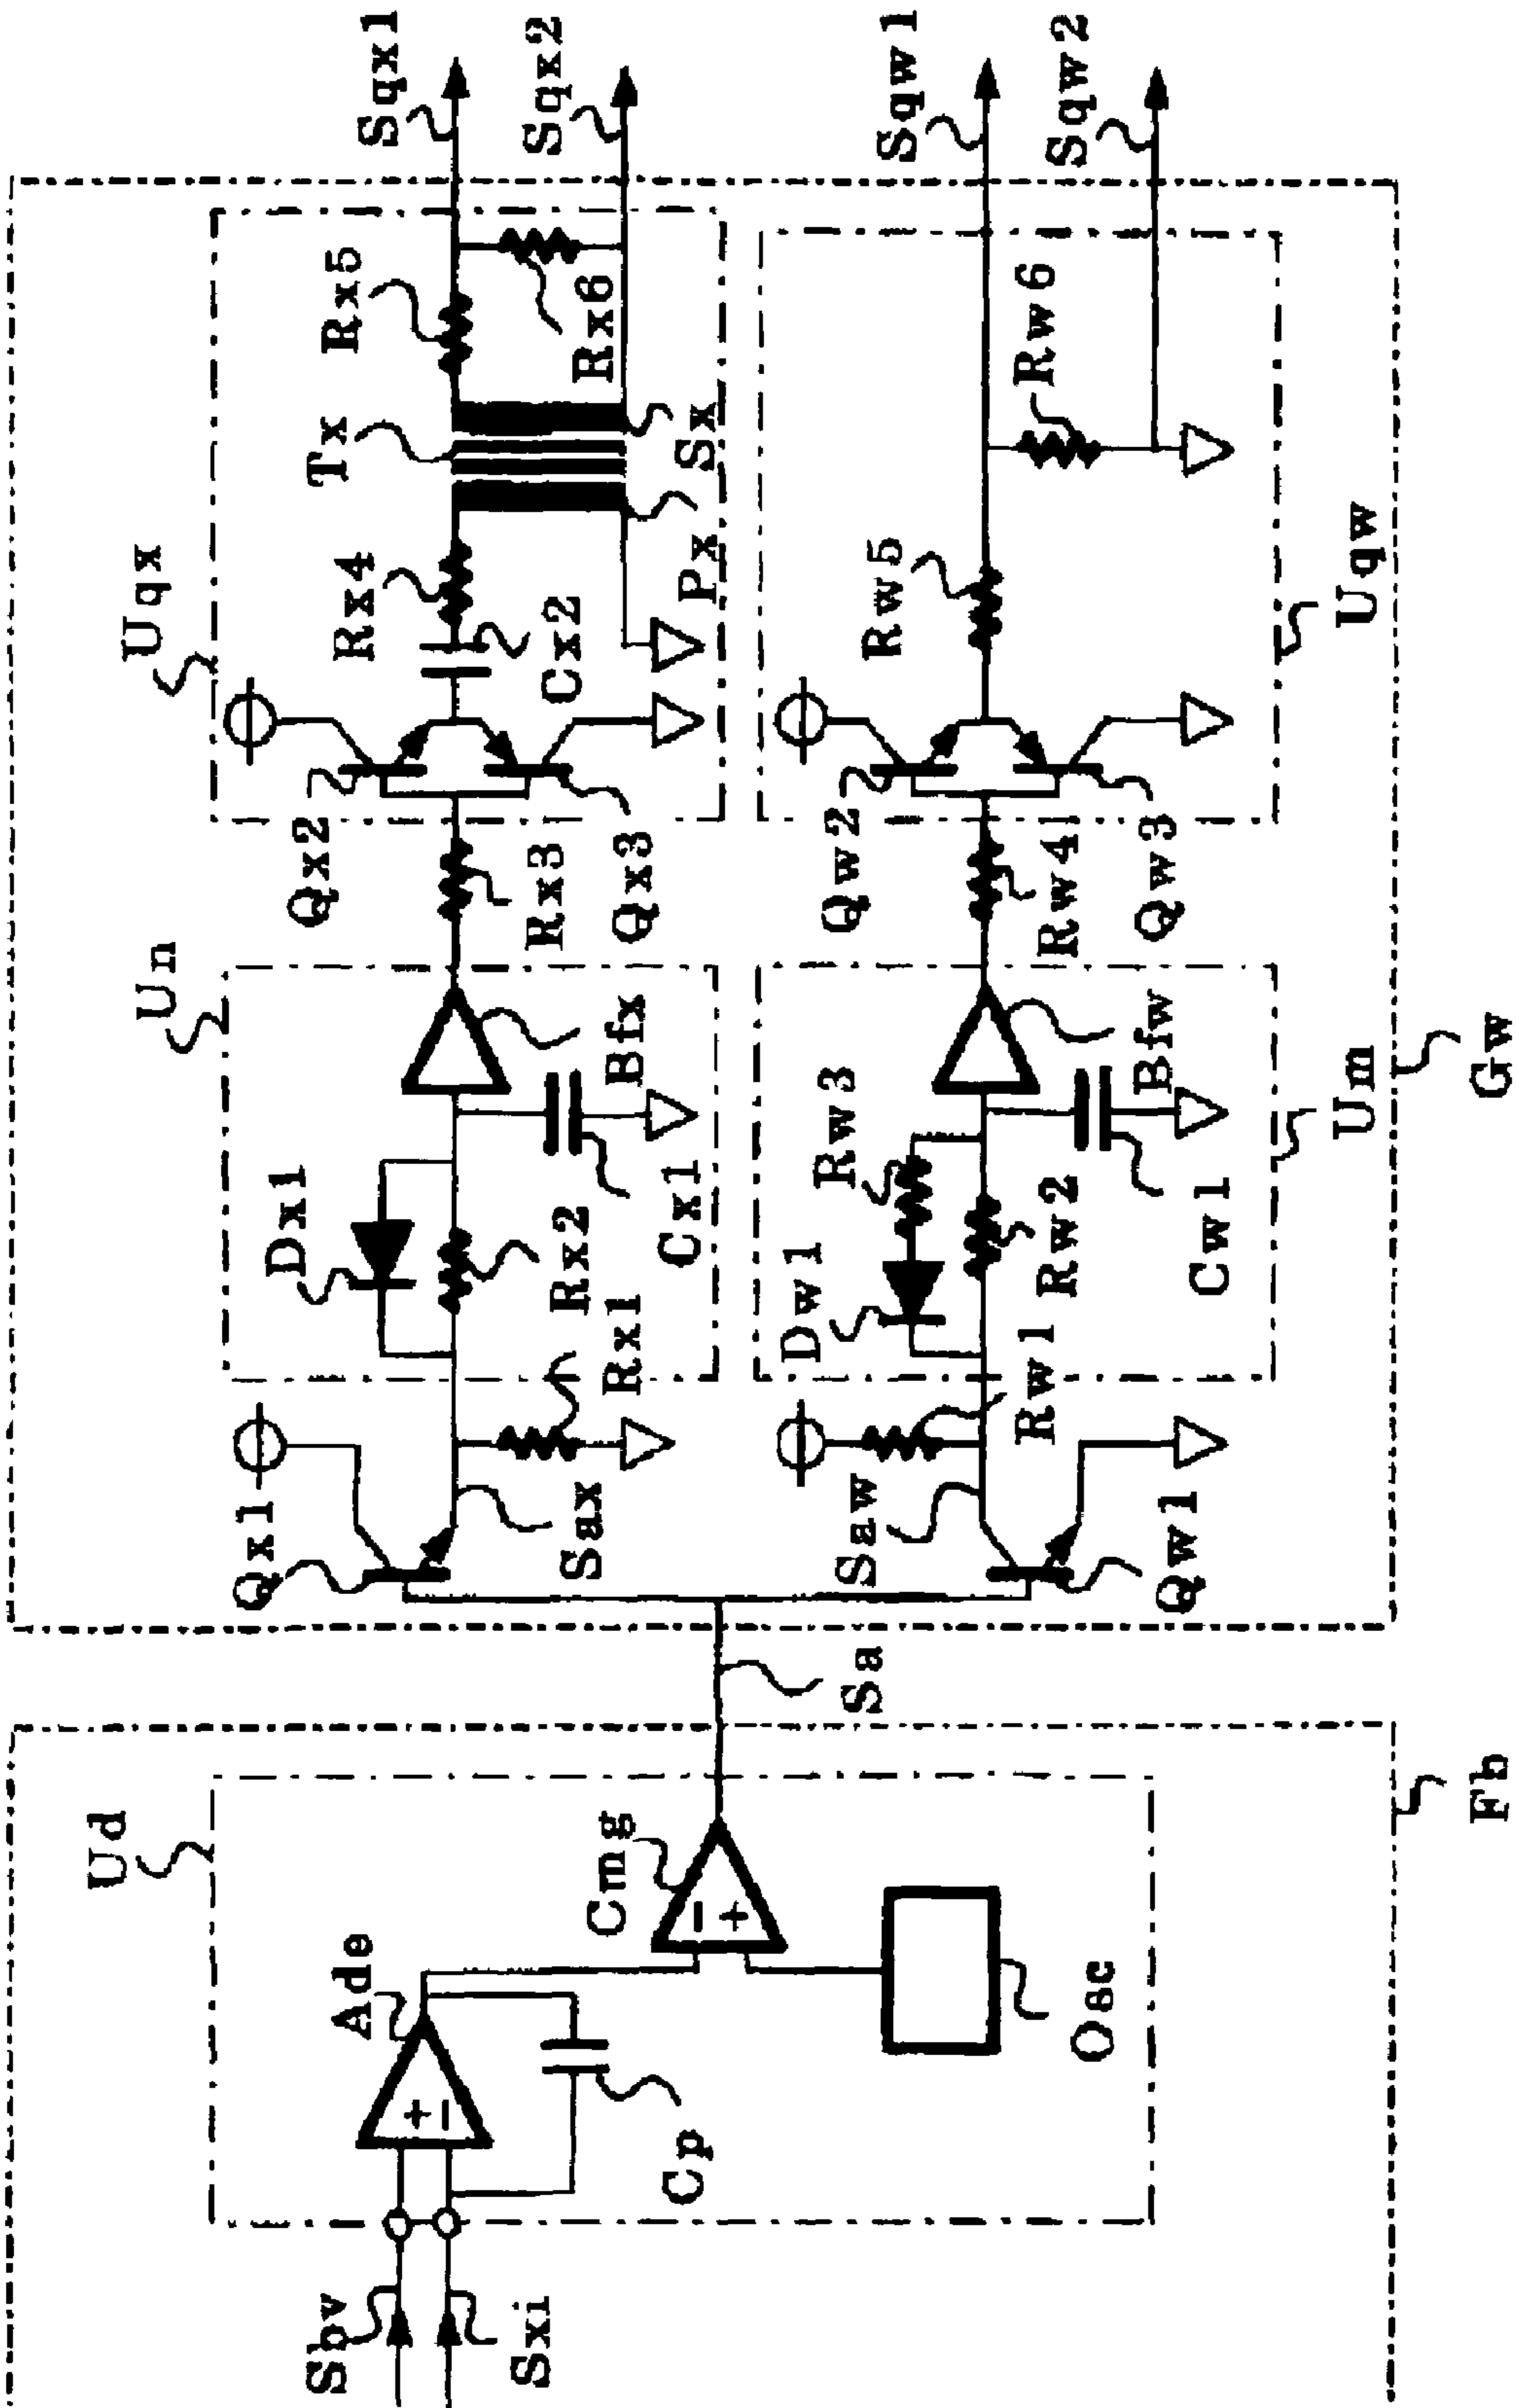 Sbv
Sxi
Ud
Ade
+
−
Cp
Cmg
−
+
Osc
Fb
Sa
Qx1
Sax
Rx1
Un
Dx1
Rx2
Cx1
Bfx
Rx3
Uqx
Qx2
Qx3
Cx2
Rx4
Tx
Px
Sx
Rx5
Rx6
Sqx1
Sqx2
Qw1
Saw
Rw1
Um
Dw1
Rw3
Rw2
Cw1
Bfw
Rw4
Uqw
Qw2
Qw3
Rw5
Rw6
Sqw1
Sqw2
Gw